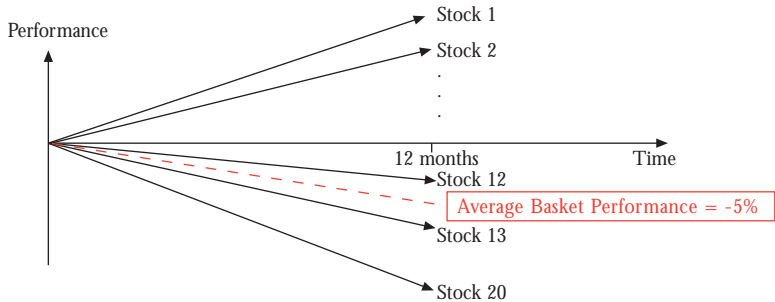 Stock 1
Performance
Stock 2
.
.
.
12 months
Time
Stock 12
Average Basket Performance = -5%
Stock 13
Stock 20